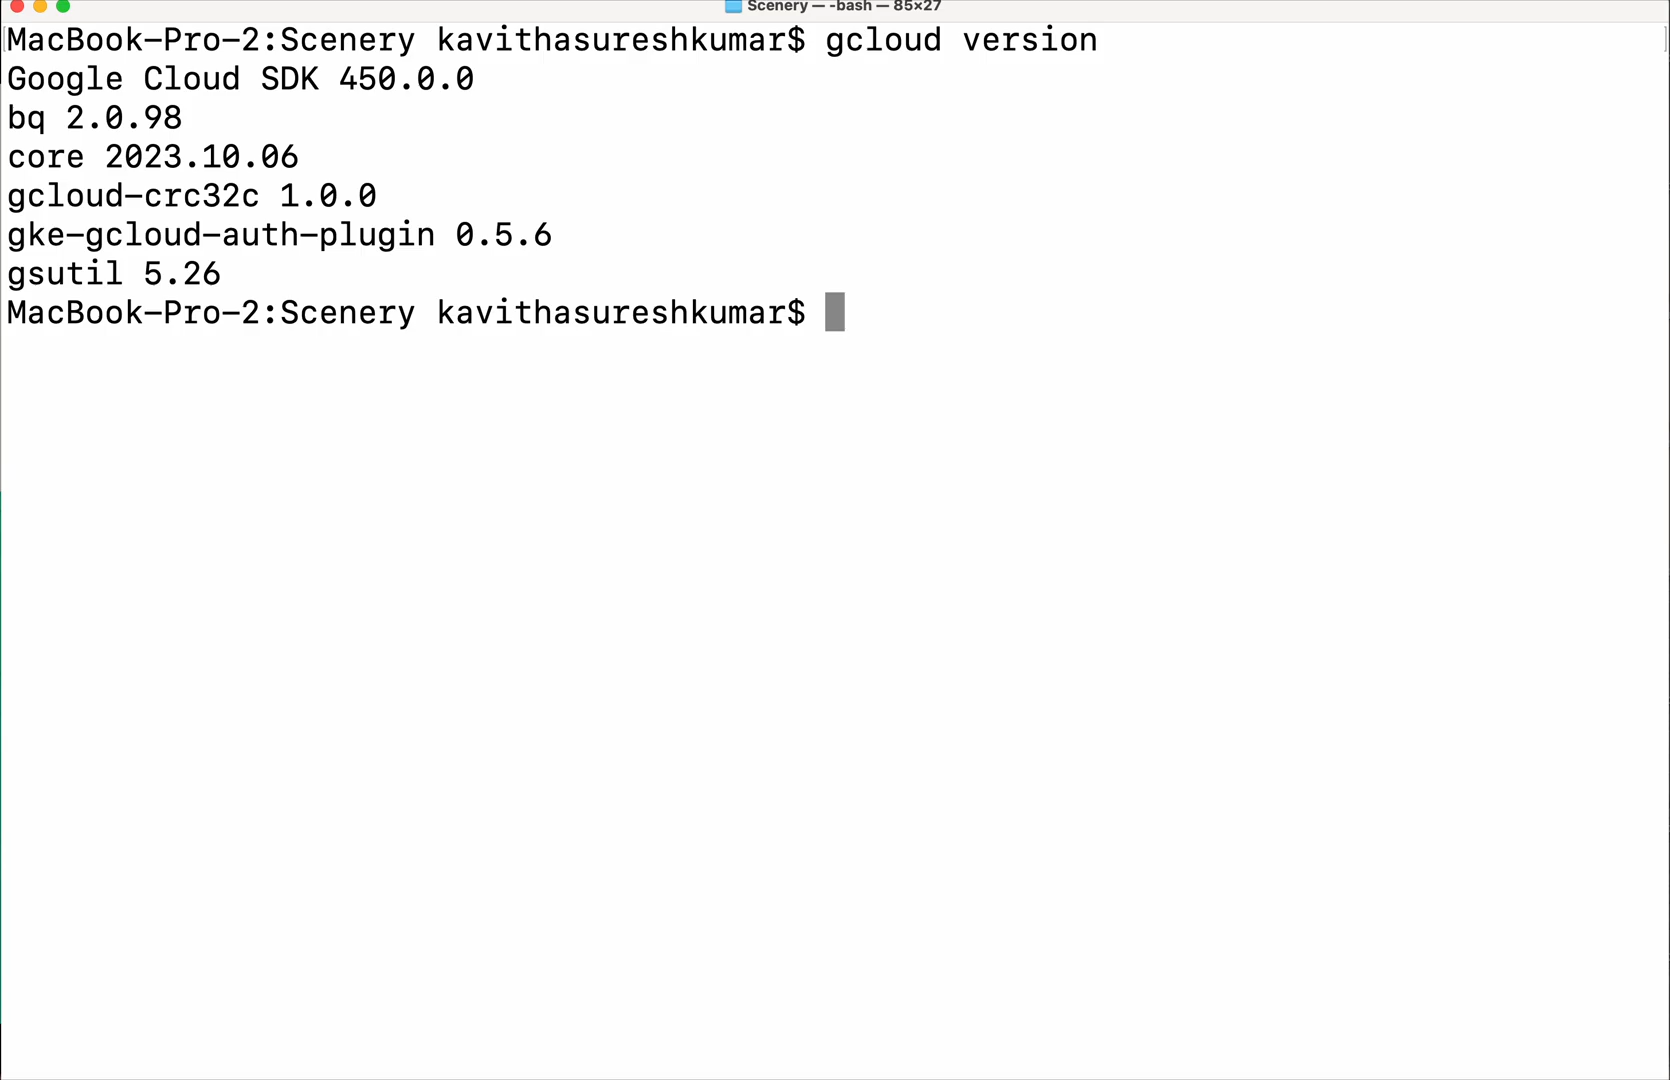 Scenery — -bash — 85×27
MacBook-Pro-2:Scenery kavithasureshkumar$ gcloud version
Google Cloud SDK 450.0.0
bq 2.0.98
core 2023.10.06
gcloud-crc32c 1.0.0
gke-gcloud-auth-plugin 0.5.6
gsutil 5.26
MacBook-Pro-2:Scenery kavithasureshkumar$